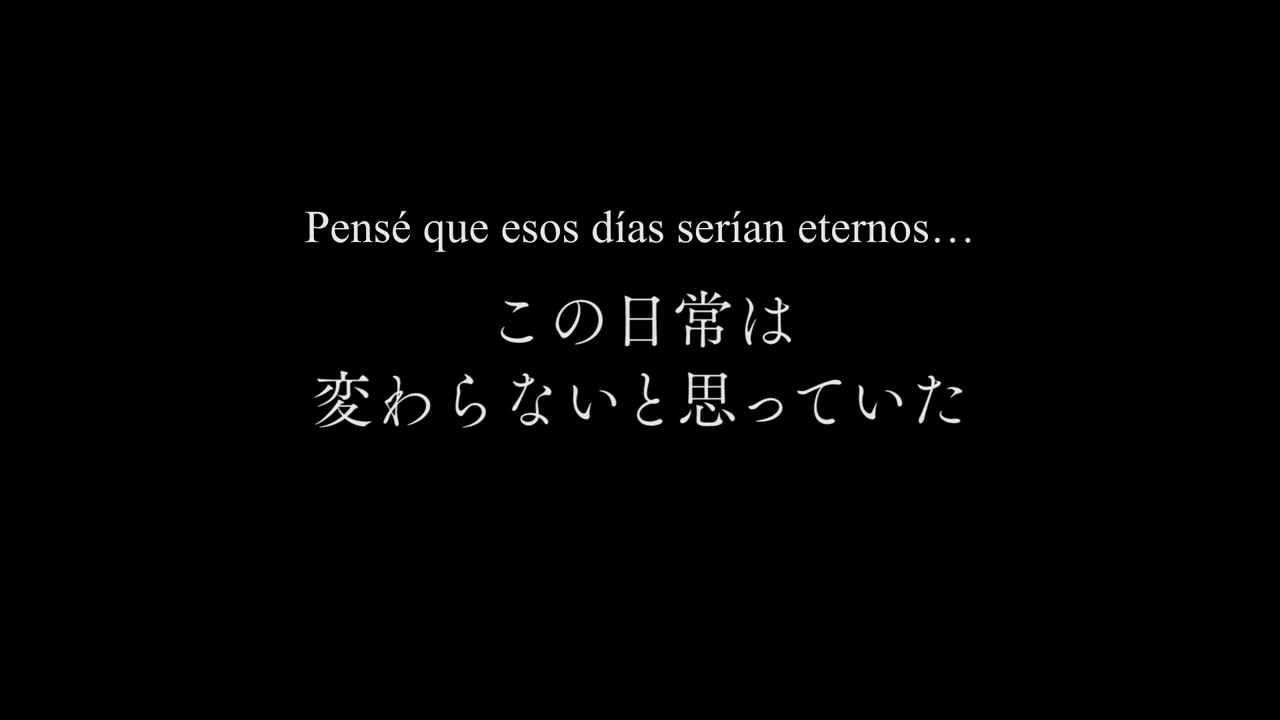 Pensé que esos días serían eternos…
この日常は
変わらないと思っていた